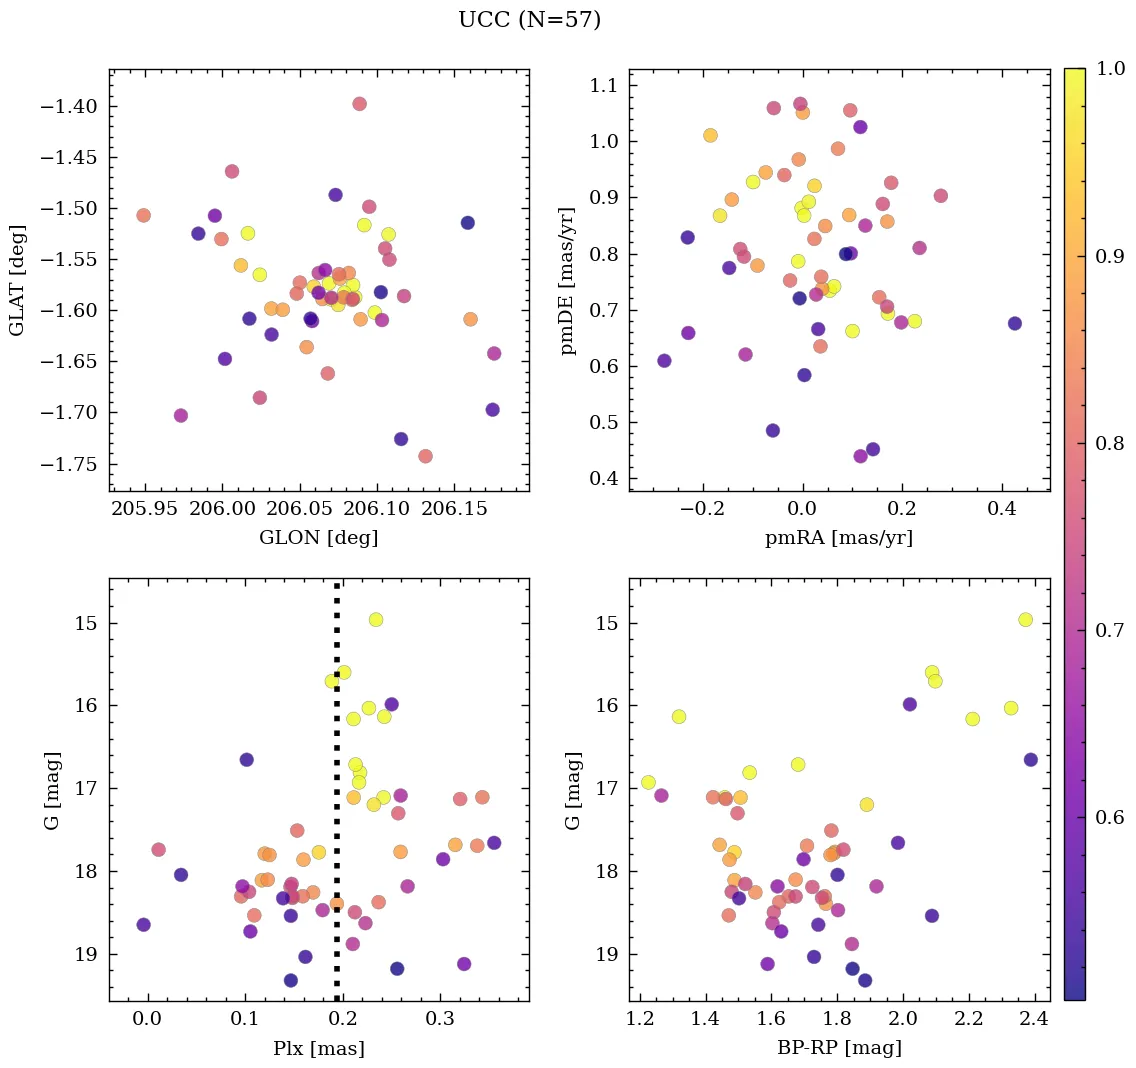 UCC (N=57)
−1.40
−1.45
−1.50
−1.55
−1.60
−1.65
−1.70
−1.75
GLAT [deg]
205.95 206.00 206.05 206.10 206.15
GLON [deg]
1.1
1.0
0.9
0.8
0.7
0.6
0.5
0.4
pmDE [mas/yr]
−0.2 0.0 0.2 0.4
pmRA [mas/yr]
1.0
0.9
0.8
0.7
0.6
15
16
17
18
19
G [mag]
0.0 0.1 0.2 0.3
Plx [mas]
15
16
17
18
19
G [mag]
1.2 1.4 1.6 1.8 2.0 2.2 2.4
BP-RP [mag]